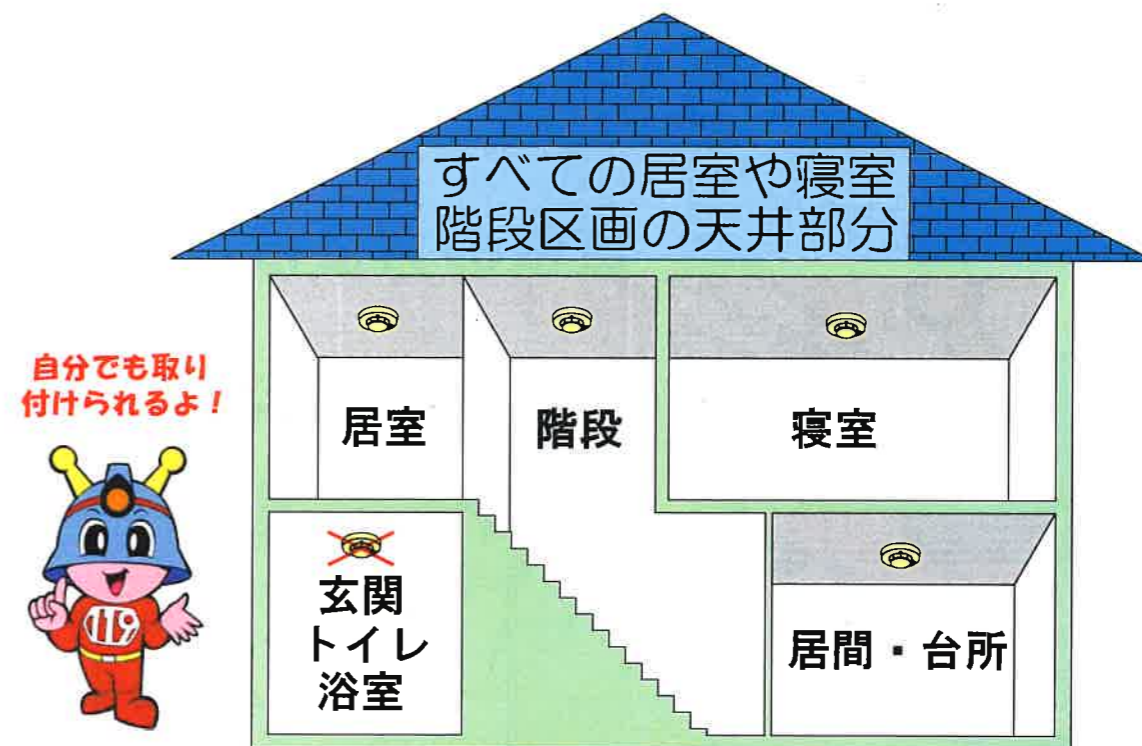 すべての居室や寝室
階段区画の天井部分
自分でも取り
付けられるよ！
居室
階段
寝室
玄関
トイレ
浴室
居間・台所
119